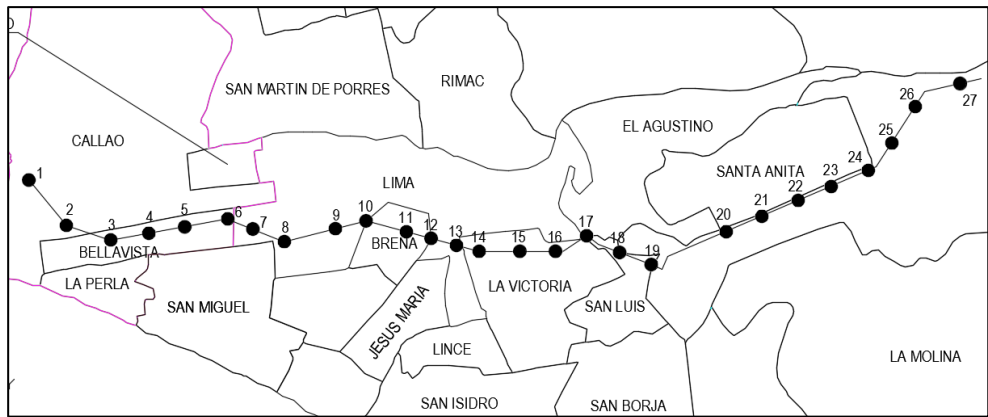 O
SAN MARTIN DE PORRES
RIMAC
CALLAO
EL AGUSTINO
SANTA ANITA
LIMA
BREÑA
BELLAVISTA
LA PERLA
SAN MIGUEL
JESUS MARIA
LINCE
LA VICTORIA
SAN LUIS
SAN ISIDRO
SAN BORJA
LA MOLINA
1
2
3
4
5
6
7
8
9
10
11
12
13
14
15
16
17
18
19
20
21
22
23
24
25
26
27